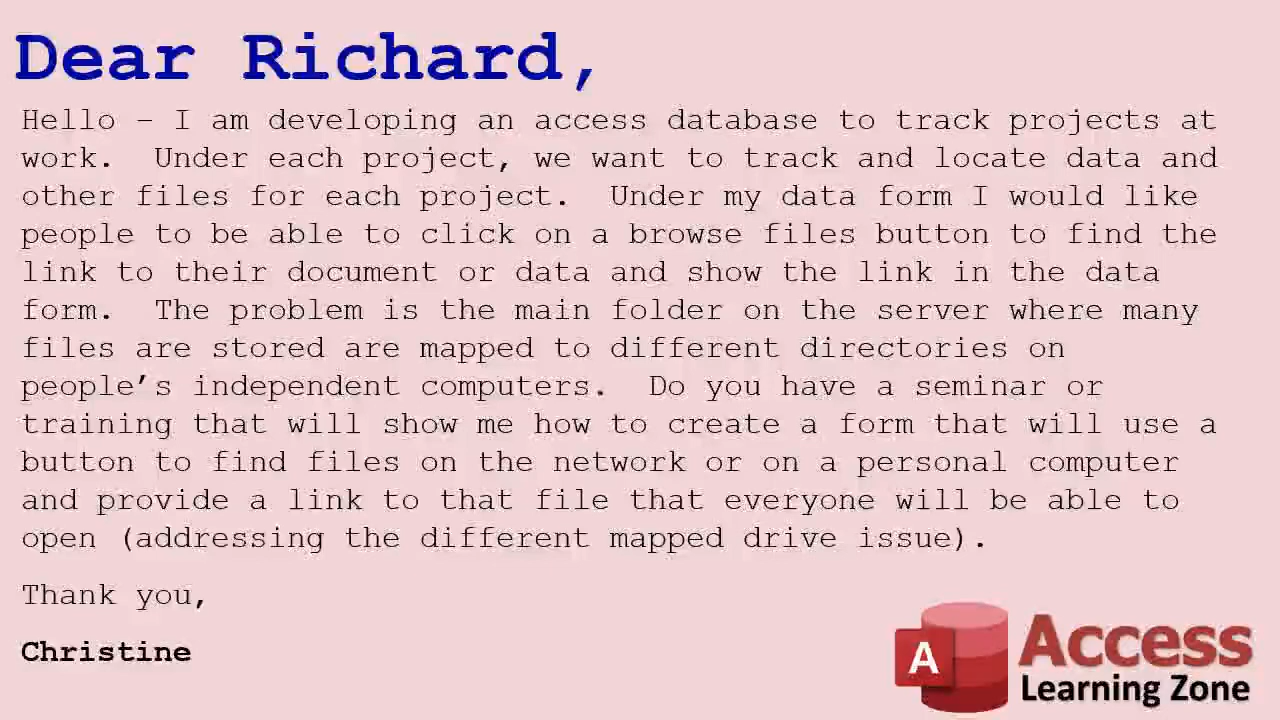 Dear Richard,
Hello – I am developing an access database to track projects at
work.  Under each project, we want to track and locate data and
other files for each project.  Under my data form I would like
people to be able to click on a browse files button to find the
link to their document or data and show the link in the data
form.  The problem is the main folder on the server where many
files are stored are mapped to different directories on
people’s independent computers.  Do you have a seminar or
training that will show me how to create a form that will use a
button to find files on the network or on a personal computer
and provide a link to that file that everyone will be able to
open (addressing the different mapped drive issue).
Thank you,
Christine
A
Access
Learning Zone